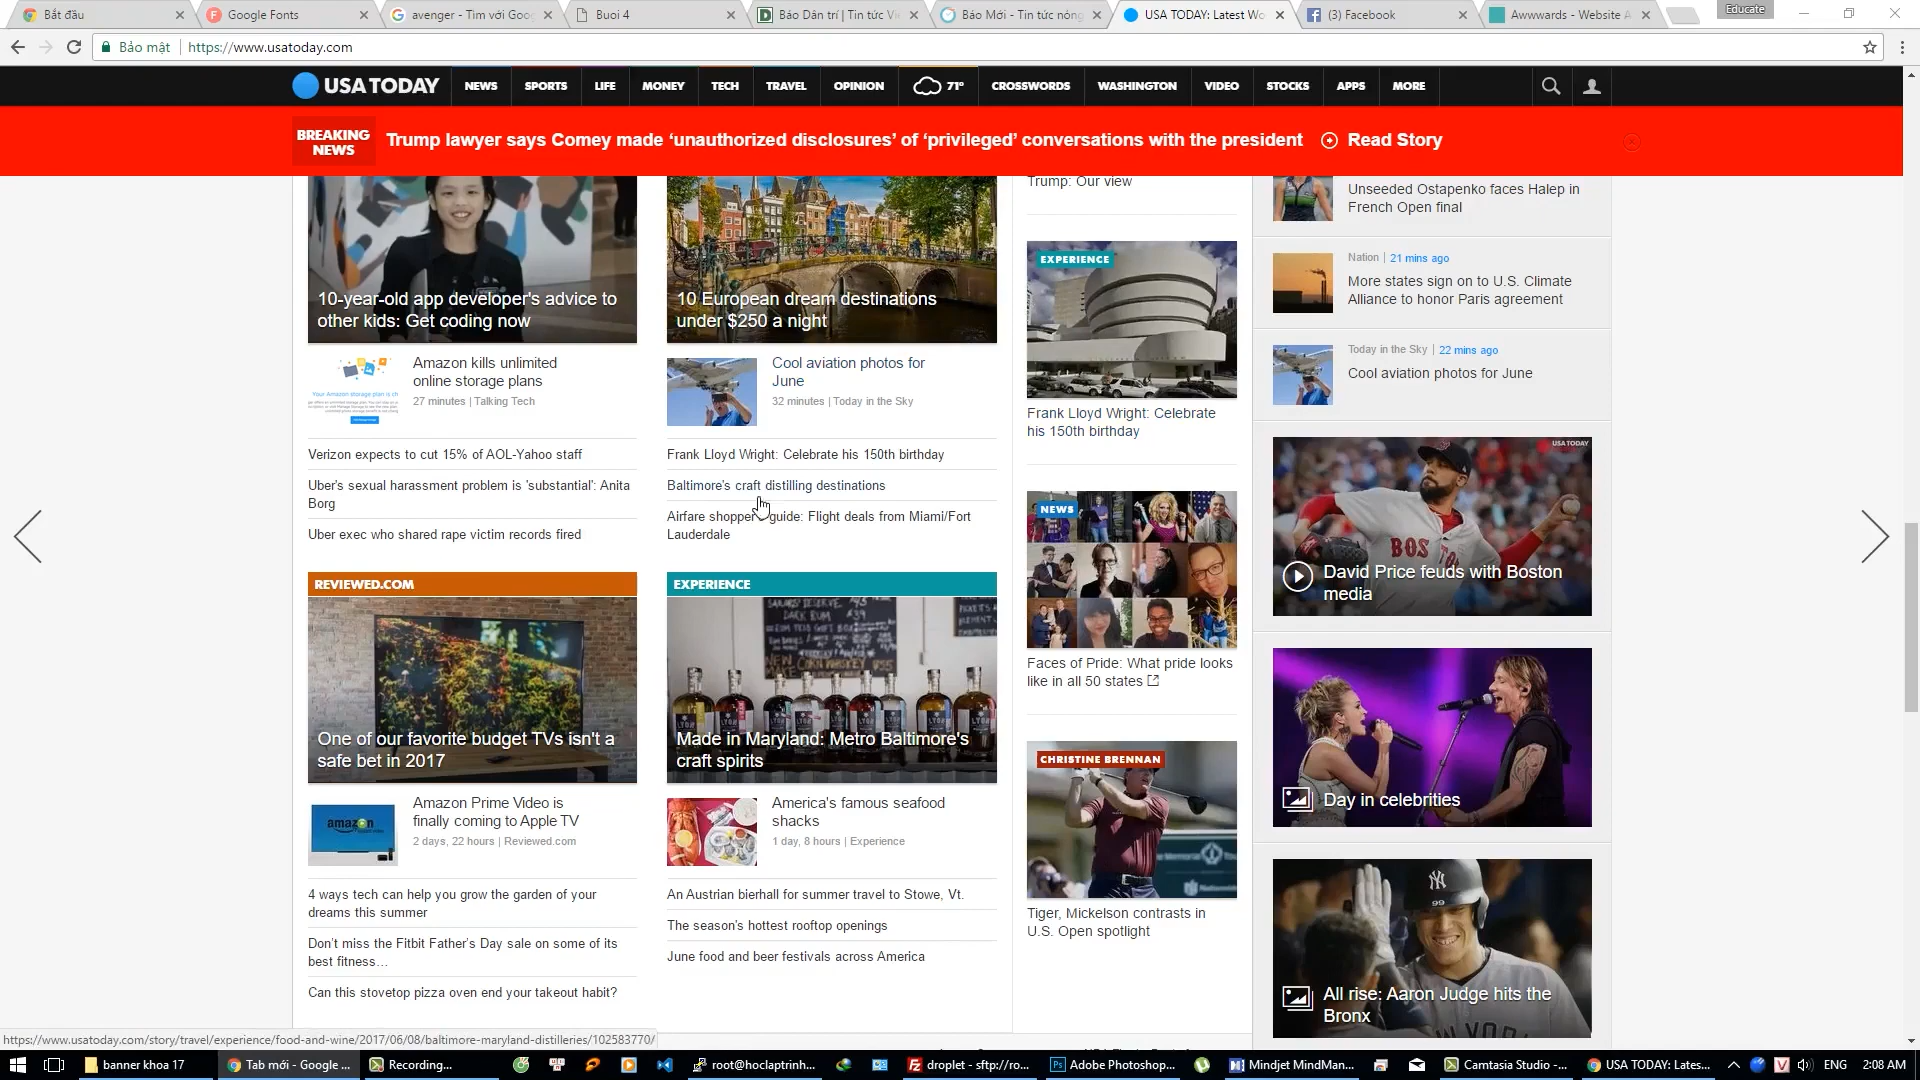 Bắt đầu
Google Fonts
avenger - Tìm với Goo
Buoi 4
Báo Dân trí | Tin tức Vi
Báo Mới - Tin tức nóng
USA TODAY: Latest Wo
(3) Facebook
Awwwards - Website A
Educate
Bảo mật
https://www.usatoday.com
USA TODAY
NEWS
SPORTS
LIFE
MONEY
TECH
TRAVEL
OPINION
71°
CROSSWORDS
WASHINGTON
VIDEO
STOCKS
APPS
MORE
BREAKING
NEWS
Trump lawyer says Comey made ‘unauthorized disclosures’ of ‘privileged’ conversations with the president
Read Story
10-year-old app developer's advice to
other kids: Get coding now
Amazon kills unlimited
online storage plans
27 minutes | Talking Tech
Verizon expects to cut 15% of AOL-Yahoo staff
Uber's sexual harassment problem is 'substantial': Anita
Borg
Uber exec who shared rape victim records fired
REVIEWED.COM
One of our favorite budget TVs isn't a
safe bet in 2017
amazon
Amazon Prime Video is
finally coming to Apple TV
2 days, 22 hours | Reviewed.com
4 ways tech can help you grow the garden of your
dreams this summer
Don’t miss the Fitbit Father’s Day sale on some of its
best fitness…
Can this stovetop pizza oven end your takeout habit?
10 European dream destinations
under $250 a night
Cool aviation photos for
June
32 minutes | Today in the Sky
Frank Lloyd Wright: Celebrate his 150th birthday
Baltimore's craft distilling destinations
Airfare shopper guide: Flight deals from Miami/Fort
Lauderdale
EXPERIENCE
DARK RUM
NEW
CORN WHISKEY
LYON
Made in Maryland: Metro Baltimore's
craft spirits
America's famous seafood
shacks
1 day, 8 hours | Experience
An Austrian bierhall for summer travel to Stowe, Vt.
The season's hottest rooftop openings
June food and beer festivals across America
Trump: Our view
EXPERIENCE
Frank Lloyd Wright: Celebrate
his 150th birthday
NEWS
Faces of Pride: What pride looks
like in all 50 states
CHRISTINE BRENNAN
Tiger, Mickelson contrasts in
U.S. Open spotlight
Unseeded Ostapenko faces Halep in
French Open final
Nation | 21 mins ago
More states sign on to U.S. Climate
Alliance to honor Paris agreement
Today in the Sky | 22 mins ago
Cool aviation photos for June
USA TODAY
David Price feuds with Boston
media
Day in celebrities
99
All rise: Aaron Judge hits the
Bronx
https://www.usatoday.com/story/travel/experience/food-and-wine/2017/06/08/baltimore-maryland-distilleries/102583770/
banner khoa 17
Tab mới - Google ...
Recording...
root@hoclaptrinh...
droplet - sftp://ro...
Adobe Photoshop...
Mindjet MindMan...
Camtasia Studio -...
USA TODAY: Lates...
ENG
2:08 AM